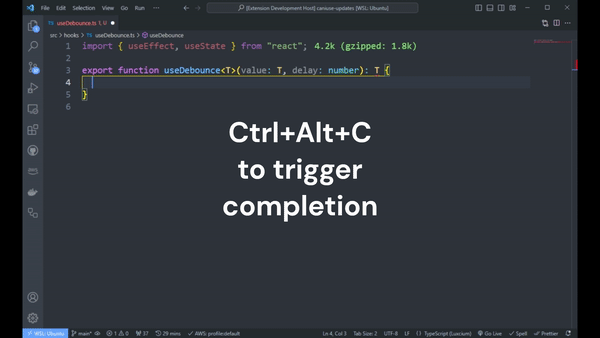 File Edit Selection View Go Run ···
[Extension Development Host] caniuse-updates [WSL: Ubuntu]
useDebounce.ts 1, U
src > hooks > useDebounce.ts > useDebounce
1 import { useEffect, useState } from "react"; 4.2k (gzipped: 1.8k)
2
3 export function useDebounce<T>(value: T, delay: number): T {
4
5 }
6
Ctrl+Alt+C
to trigger
completion
WSL: Ubuntu main* 1 0 37 29 mins AWS: profile:default Ln 4, Col 3 Tab Size: 2 UTF-8 LF {} TypeScript (Luxcium) Go Live Spell Prettier